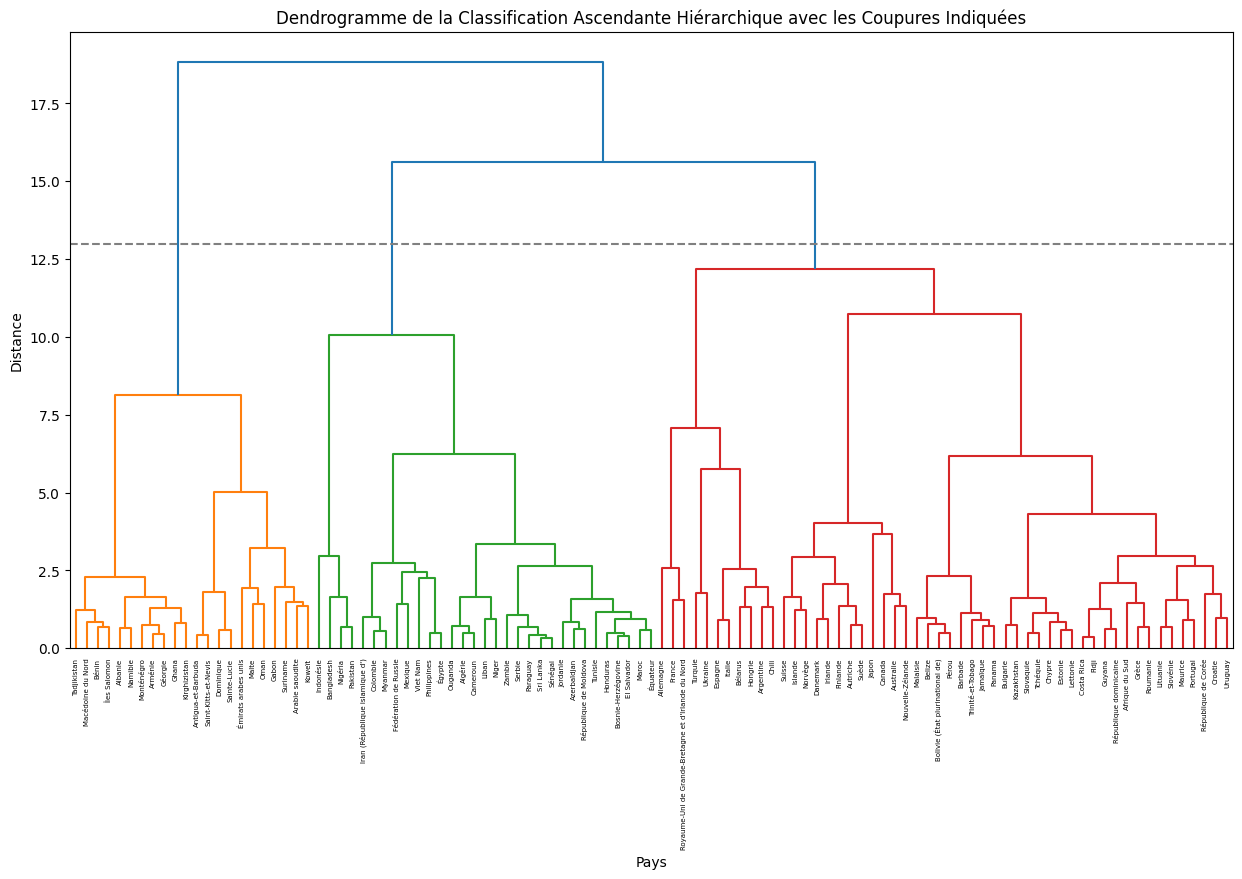 Dendrogramme de la Classification Ascendante Hiérarchique avec les Coupures Indiquées
Distance
17.5
15.0
12.5
10.0
7.5
5.0
2.5
0.0
Tadjikistan
Macédoine du Nord
Bénin
Îles Salomon
Albanie
Namibie
Monténégro
Arménie
Géorgie
Ghana
Kirghizistan
Antigua-et-Barbuda
Saint-Kitts-et-Nevis
Dominique
Sainte-Lucie
Émirats arabes unis
Malte
Oman
Gabon
Suriname
Arabie saoudite
Koweït
Indonésie
Bangladesh
Nigéria
Pakistan
Colombie
Iran (République islamique d')
Myanmar
Fédération de Russie
Mexique
Viet Nam
Philippines
Égypte
Ouganda
Algérie
Cameroun
Liban
Niger
Zambie
Serbie
Paraguay
Sri Lanka
Sénégal
Jordanie
Azerbaïdjan
République de Moldova
Tunisie
Honduras
Bosnie-Herzégovine
El Salvador
Maroc
Équateur
Allemagne
France
Royaume-Uni de Grande-Bretagne et d'Irlande du Nord
Turquie
Ukraine
Espagne
Italie
Bélarus
Hongrie
Argentine
Chili
Suisse
Islande
Norvège
Danemark
Irlande
Finlande
Autriche
Suède
Japon
Canada
Australie
Nouvelle-Zélande
Malaisie
Belize
Bolivie (État plurinational de)
Pérou
Barbade
Trinité-et-Tobago
Jamaïque
Panama
Bulgarie
Kazakhstan
Slovaquie
Tchéquie
Chypre
Estonie
Lettonie
Costa Rica
Fidji
Guyana
République dominicaine
Afrique du Sud
Grèce
Roumanie
Lituanie
Slovénie
Maurice
Portugal
République de Corée
Croatie
Uruguay
Pays